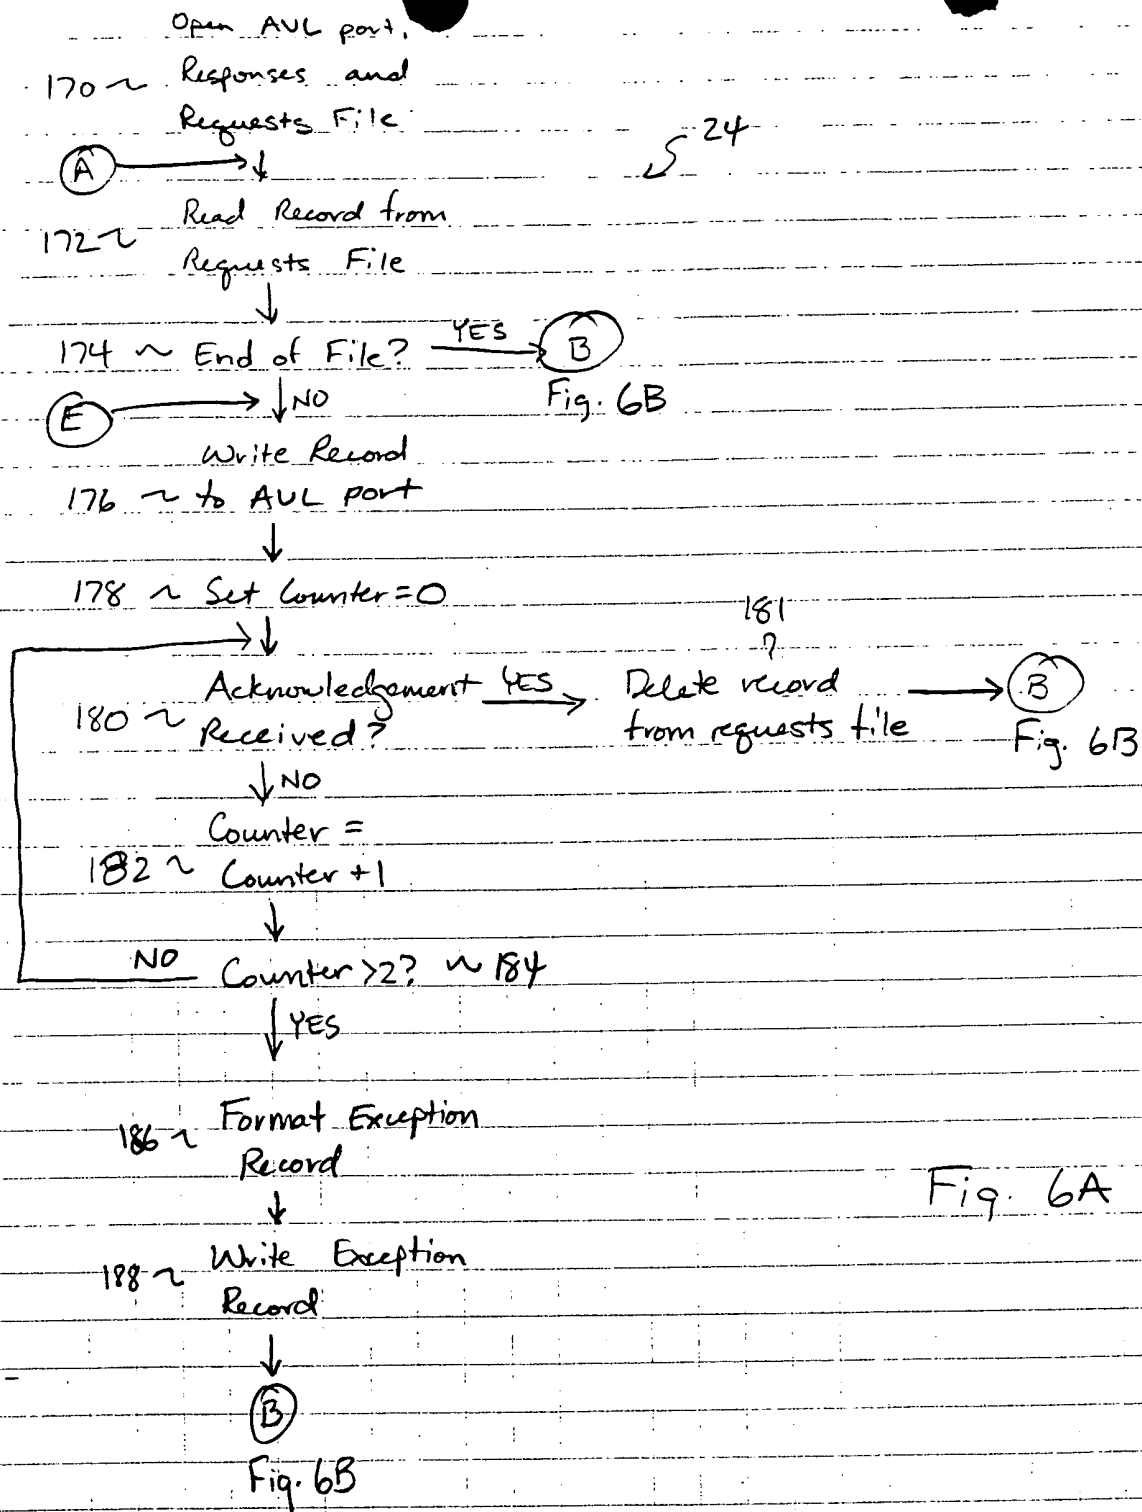 Open AVL port,
170 ~ Responses and
Requests File
A
24
Read Record from
172 ~
Requests File
174 ~ End of File? YES B
Fig. 6B
E NO
Write Record
176 ~ to AVL port
178 ~ Set Counter=0
181
Acknowledgement YES Delete record B
180 ~ Received? from requests file Fig. 6B
NO
Counter =
182 ~ Counter +1
NO Counter >2? ~ 184
YES
186 ~ Format Exception
Record
Fig. 6A
188 ~ Write Exception
Record
B
Fig. 6B